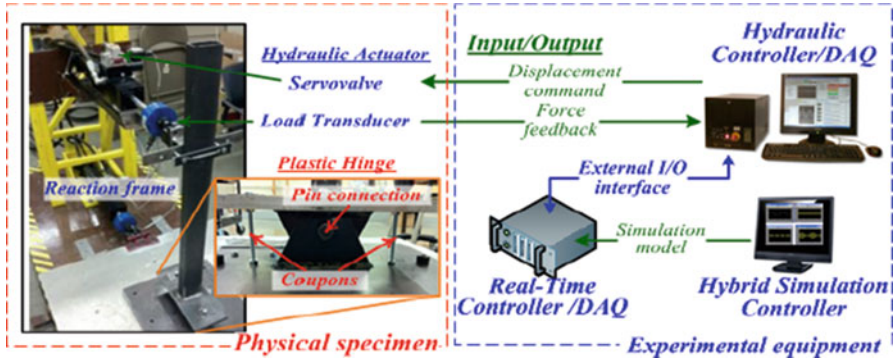 Hydraulic Actuator
Servovalve
Load Transducer
Reaction frame
Plastic Hinge
Pin connection
Coupons
Physical specimen
Input/Output
Displacement
command
Force
feedback
Hydraulic
Controller/DAQ
External I/O
interface
Simulation
model
Real-Time
Controller /DAQ
Hybrid Simulation
Controller
Experimental equipment